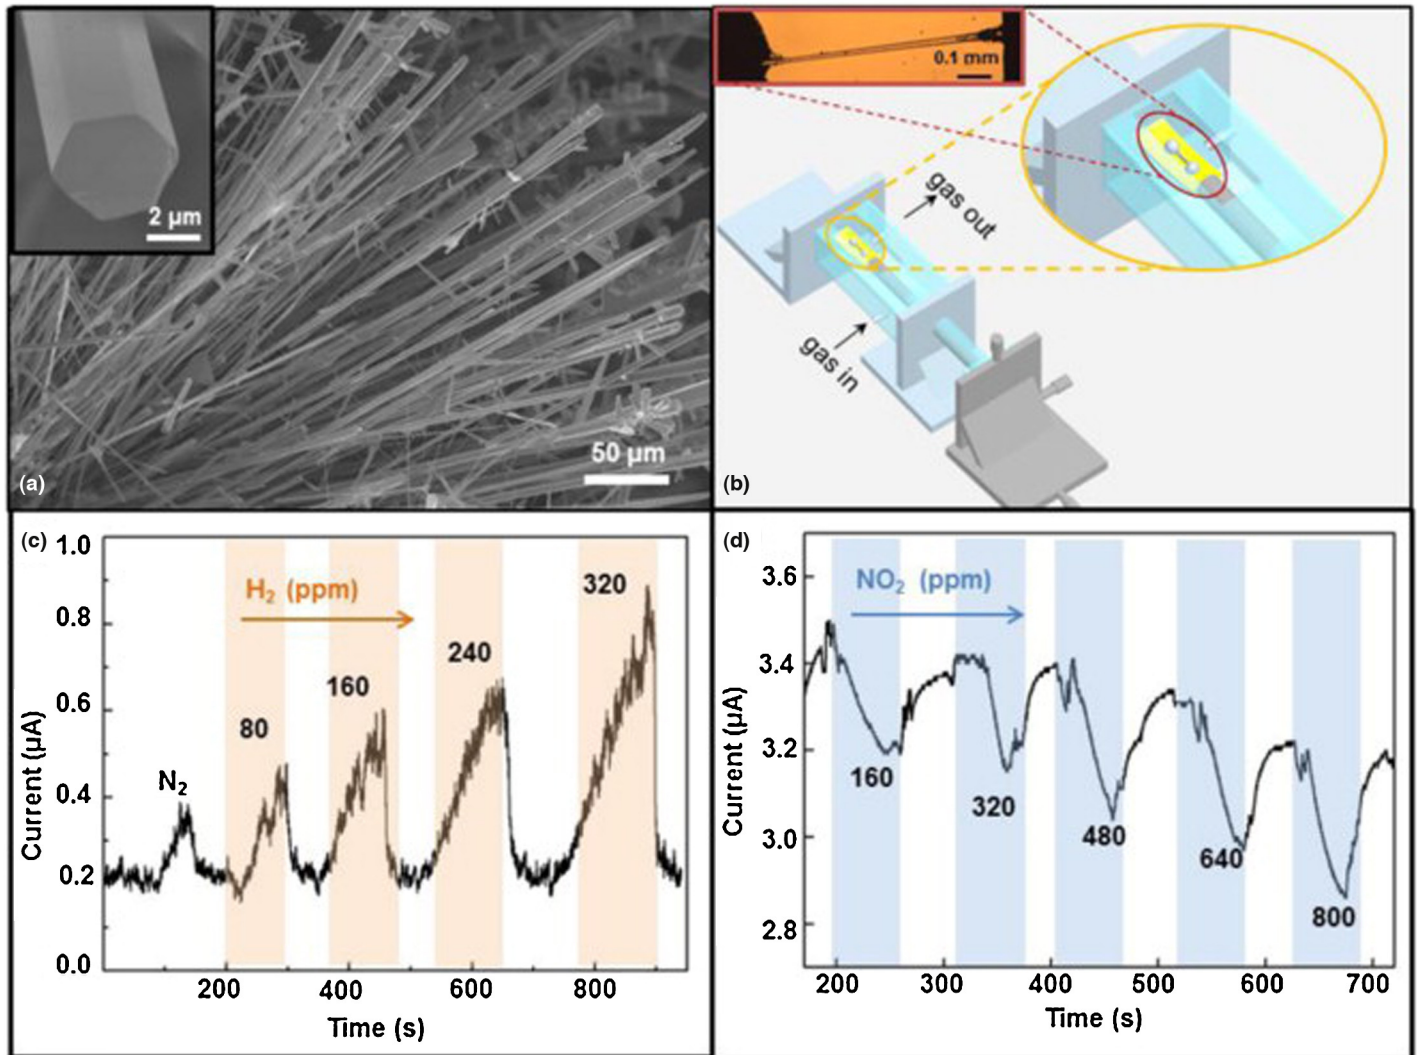 2 µm
50 µm
(a)
0.1 mm
gas out
gas in
(b)
(c)
1.0
0.8
0.6
0.4
0.2
0.0
Current (µA)
H₂ (ppm)
N₂
80
160
240
320
200
400
600
800
Time (s)
(d)
3.6
3.4
3.2
3.0
2.8
Current (µA)
NO₂ (ppm)
160
320
480
640
800
200
300
400
500
600
700
Time (s)